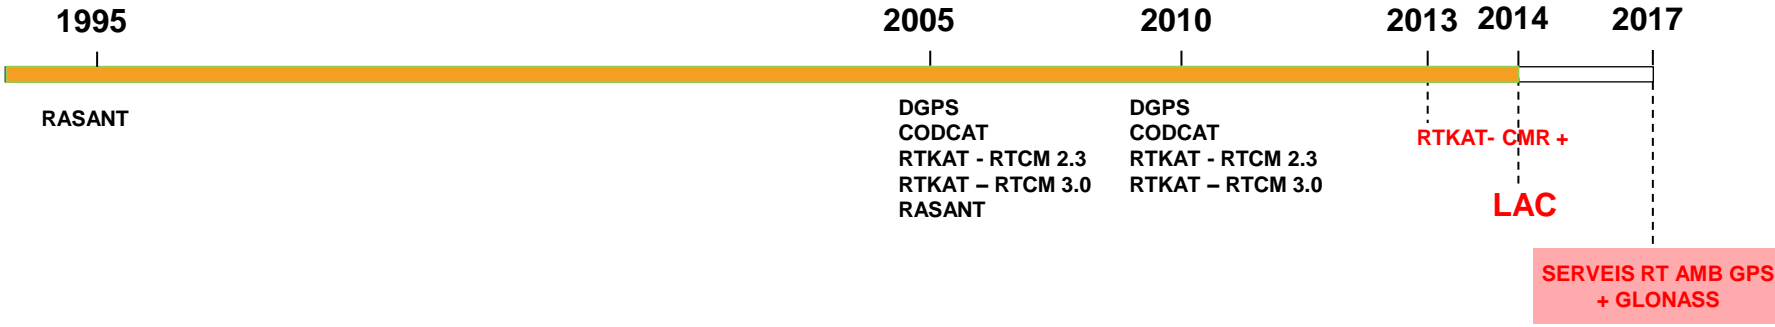 1995
2005
2010
2013
2014
2017
RASANT
DGPS
CODCAT
RTKAT - RTCM 2.3
RTKAT – RTCM 3.0
RASANT
DGPS
CODCAT
RTKAT - RTCM 2.3
RTKAT – RTCM 3.0
RTKAT- CMR +
LAC
SERVEIS RT AMB GPS
+ GLONASS